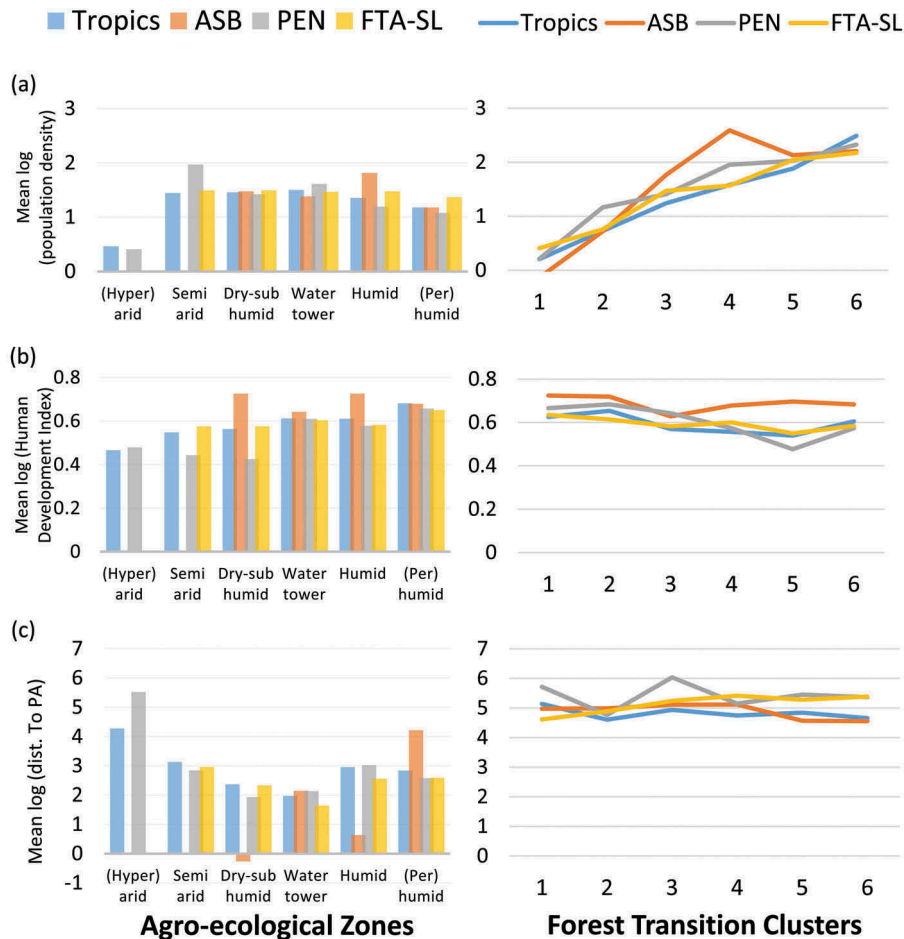 Tropics ASB PEN FTA-SL
Tropics ASB PEN FTA-SL
(a)
Mean log
(population density)
3
2
1
0
(Hyper) arid
Semi arid
Dry-sub humid
Water tower
Humid
(Per) humid
3
2
1
0
1 2 3 4 5 6
(b)
Mean log (Human
Development Index)
0.8
0.6
0.4
0.2
0
(Hyper) arid
Semi arid
Dry-sub humid
Water tower
Humid
(Per) humid
0.8
0.6
0.4
0.2
0
1 2 3 4 5 6
(c)
Mean log (dist. To PA)
7
6
5
4
3
2
1
0
-1
(Hyper) arid
Semi arid
Dry-sub humid
Water tower
Humid
(Per) humid
7
6
5
4
3
2
1
0
1 2 3 4 5 6
Agro-ecological Zones
Forest Transition Clusters